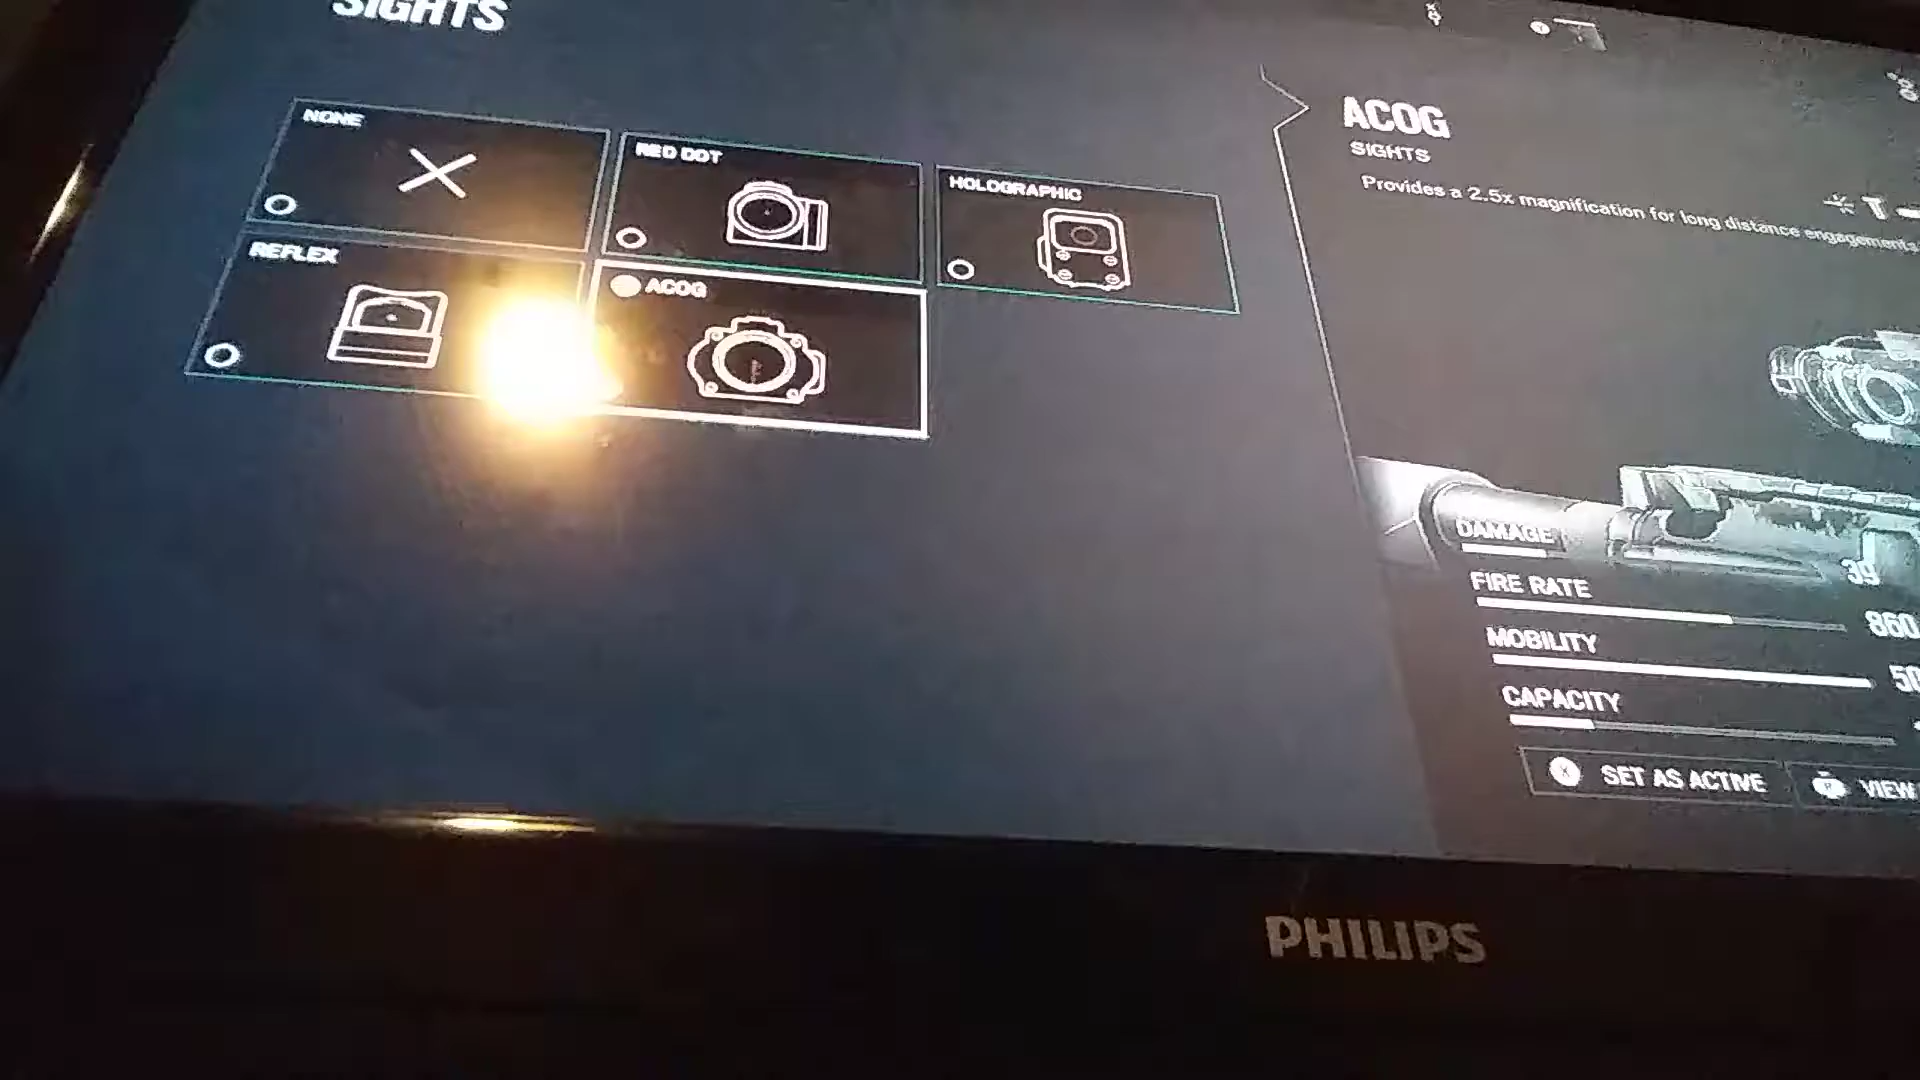 SIGHTS
NONE
RED DOT
HOLOGRAPHIC
REFLEX
ACOG
ACOG
SIGHTS
Provides a 2.5x magnification for long distance engagements
DAMAGE
39
FIRE RATE
860
MOBILITY
50
CAPACITY
X SET AS ACTIVE
VIEW
PHILIPS